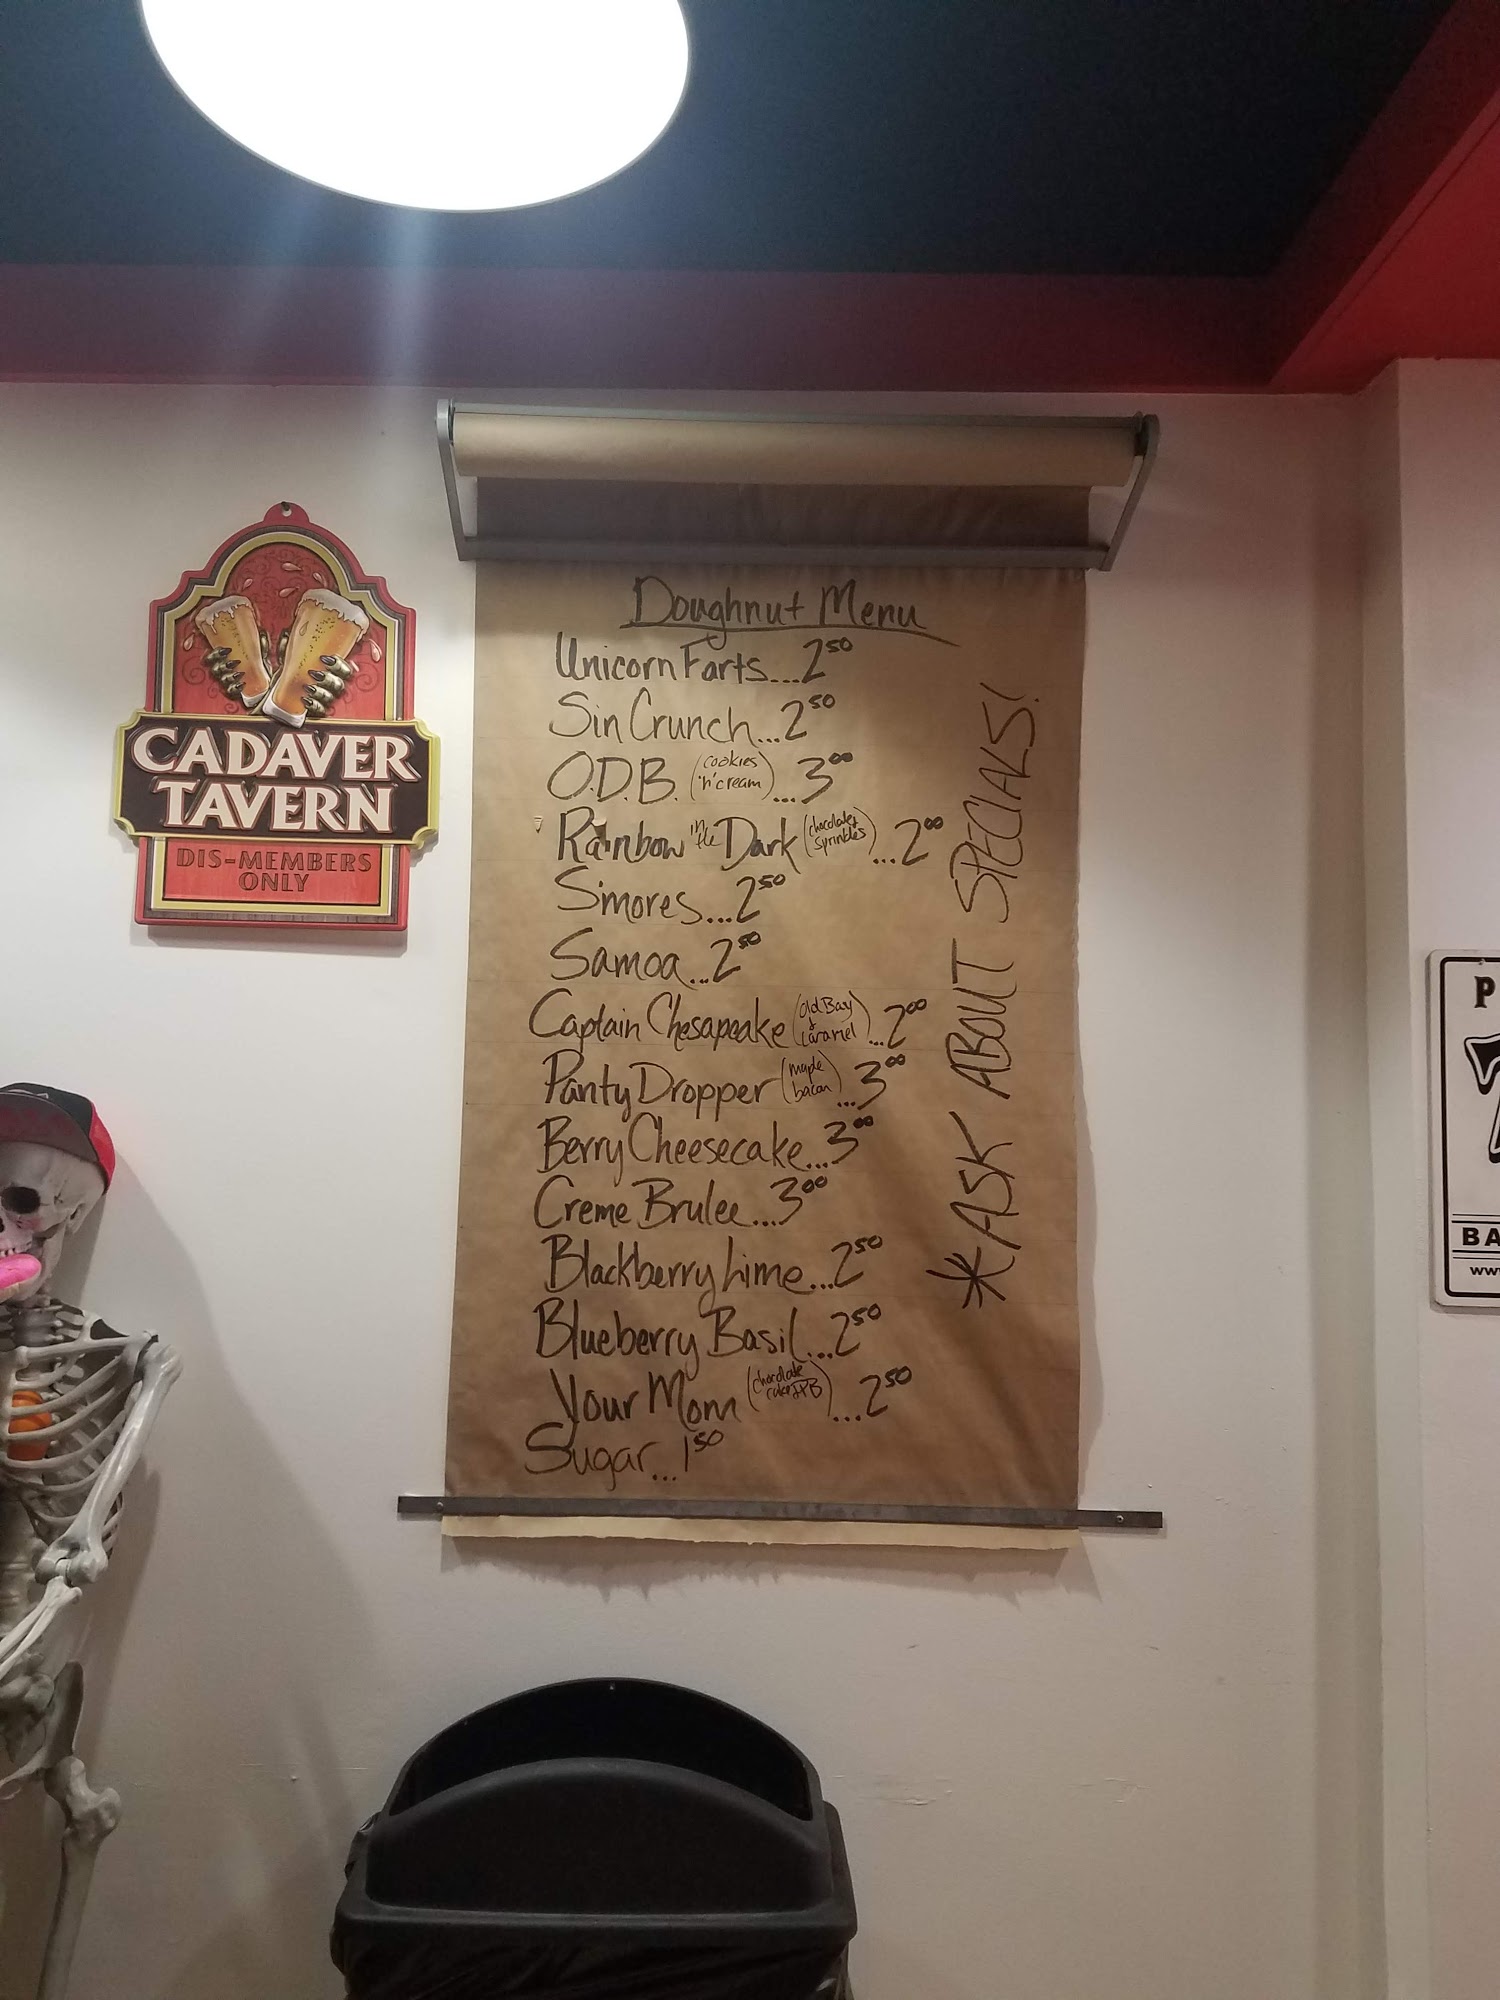 CADAVER
TAVERN
DIS-MEMBERS
ONLY
Doughnut Menu
Unicorn Farts...2⁵⁰
Sin Crunch...2⁵⁰
O.D.B. (cookies 'n' cream)...3⁰⁰
Rainbow in the Dark (chocolate + sprinkles)...2⁰⁰
S'mores...2⁵⁰
Samoa...2⁵⁰
Captain Chesapeake (Old Bay & Caramel)...2⁰⁰
Panty Dropper (maple bacon)...3⁰⁰
Berry Cheesecake...3⁰⁰
Creme Brulee...3⁰⁰
Blackberry Lime...2⁵⁰
Blueberry Basil...2⁵⁰
Your Mom (chocolate cake + PB)...2⁵⁰
Sugar...1⁵⁰
*ASK ABOUT SPECIALS!
P
7
BA
www